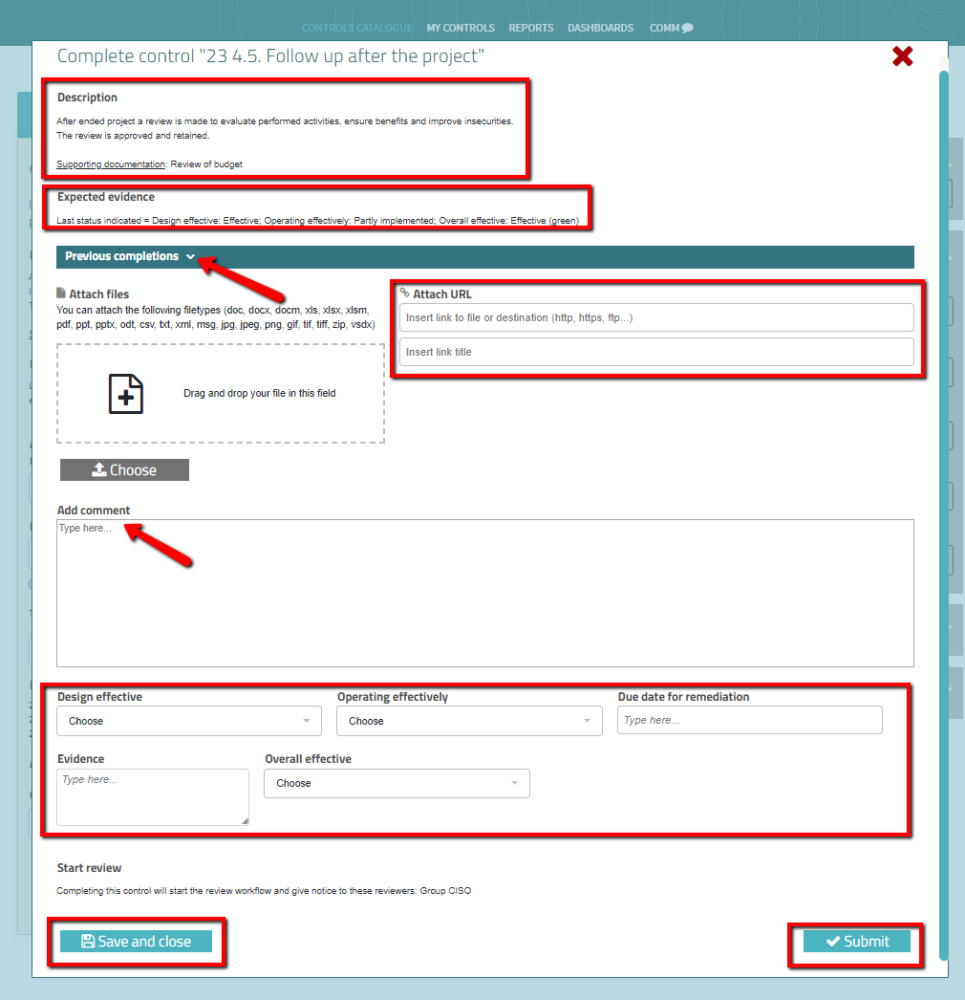 CONTROLS CATALOGUE MY CONTROLS REPORTS DASHBOARDS COMM
Complete control "23 4.5. Follow up after the project"
Description
After ended project a review is made to evaluate performed activities, ensure benefits and improve insecurities.
The review is approved and retained.
Supporting documentation: Review of budget
Expected evidence
Last status indicated = Design effective: Effective; Operating effectively: Partly implemented; Overall effective: Effective (green)
Previous completions
Attach files
You can attach the following filetypes (doc, docx, docm, xls, xlsx, xlsm,
pdf, ppt, pptx, odt, csv, txt, xml, msg, jpg, jpeg, png, gif, tif, tiff, zip, vsdx)
Drag and drop your file in this field
Choose
Attach URL
Insert link to file or destination (http, https, ftp...)
Insert link title
Add comment
Type here...
Design effective
Choose
Operating effectively
Choose
Due date for remediation
Type here...
Evidence
Type here...
Overall effective
Choose
Start review
Completing this control will start the review workflow and give notice to these reviewers: Group CISO
Save and close
Submit